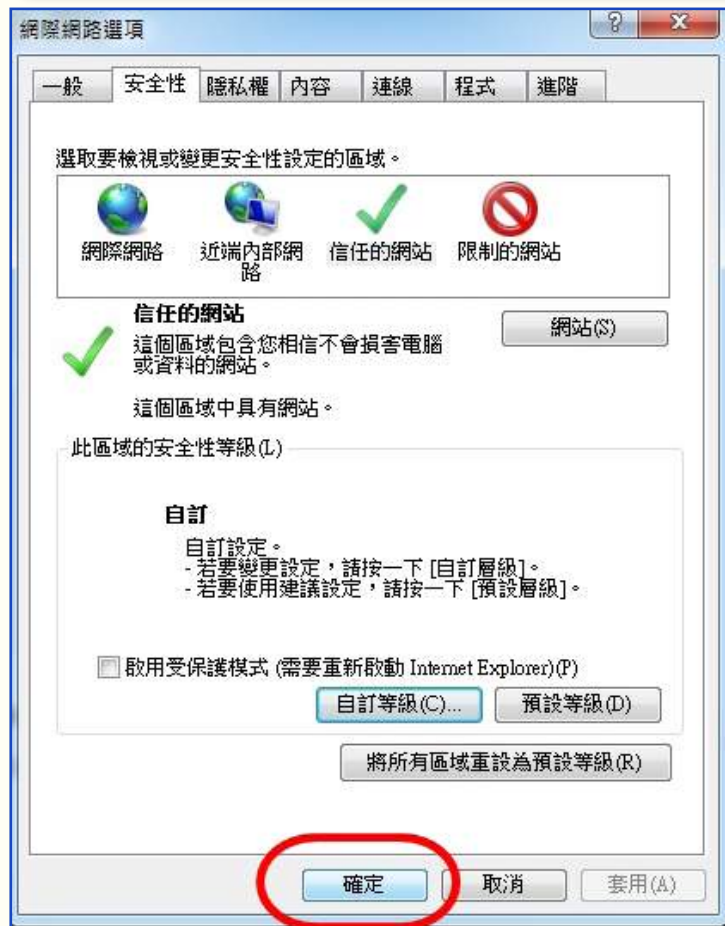 網際網路選項
一般 安全性 隱私權 內容 連線 程式 進階
選取要檢視或變更安全性設定的區域。
網際網路 近端內部網路 信任的網站 限制的網站
信任的網站
網站(S)
這個區域包含您相信不會損害電腦
或資料的網站。
這個區域中具有網站。
此區域的安全性等級(L)
自訂
自訂設定。
- 若要變更設定，請按一下 [自訂層級]。
- 若要使用建議設定，請按一下 [預設層級]。
啟用受保護模式 (需要重新啟動 Internet Explorer)(P)
自訂等級(C)... 預設等級(D)
將所有區域重設為預設等級(R)
確定 取消 套用(A)